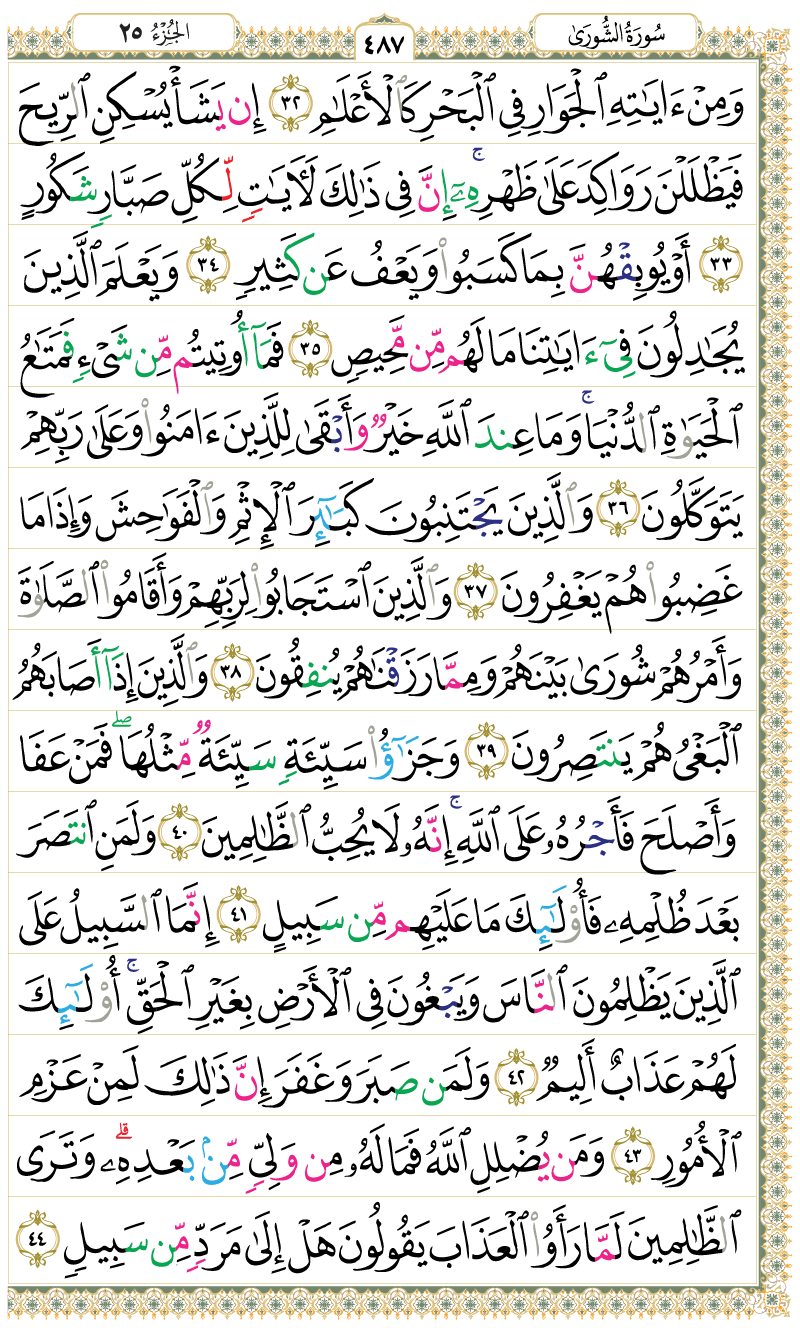 الجُزْءُ ٢٥
٤٨٧
سُورَةُ الشُّورَىٰ
وَمِنْ ءَايَـٰتِهِ ٱلْجَوَارِ فِى ٱلْبَحْرِ كَٱلْأَعْلَـٰمِ ٣٢ إِن يَشَأْ يُسْكِنِ ٱلرِّيحَ
فَيَظْلَلْنَ رَوَاكِدَ عَلَىٰ ظَهْرِهِۦٓ ۚ إِنَّ فِى ذَٰلِكَ لَـَٔايَـٰتٍ لِّكُلِّ صَبَّارٍ شَكُورٍ
٣٣ أَوْ يُوبِقْهُنَّ بِمَا كَسَبُوا۟ وَيَعْفُ عَن كَثِيرٍ ٣٤ وَيَعْلَمَ ٱلَّذِينَ
يُجَـٰدِلُونَ فِىٓ ءَايَـٰتِنَا مَا لَهُم مِّن مَّحِيصٍ ٣٥ فَمَآ أُوتِيتُم مِّن شَىْءٍ فَمَتَـٰعُ
ٱلْحَيَوٰةِ ٱلدُّنْيَا ۚ وَمَا عِندَ ٱللَّهِ خَيْرٌ وَأَبْقَىٰ لِلَّذِينَ ءَامَنُوا۟ وَعَلَىٰ رَبِّهِمْ
يَتَوَكَّلُونَ ٣٦ وَٱلَّذِينَ يَجْتَنِبُونَ كَبَـٰٓئِرَ ٱلْإِثْمِ وَٱلْفَوَٰحِشَ وَإِذَا مَا
غَضِبُوا۟ هُمْ يَغْفِرُونَ ٣٧ وَٱلَّذِينَ ٱسْتَجَابُوا۟ لِرَبِّهِمْ وَأَقَامُوا۟ ٱلصَّلَوٰةَ
وَأَمْرُهُمْ شُورَىٰ بَيْنَهُمْ وَمِمَّا رَزَقْنَـٰهُمْ يُنفِقُونَ ٣٨ وَٱلَّذِينَ إِذَآ أَصَابَهُمُ
ٱلْبَغْىُ هُمْ يَنتَصِرُونَ ٣٩ وَجَزَٰٓؤُا۟ سَيِّئَةٍ سَيِّئَةٌ مِّثْلُهَا ۖ فَمَنْ عَفَا
وَأَصْلَحَ فَأَجْرُهُۥ عَلَى ٱللَّهِ ۚ إِنَّهُۥ لَا يُحِبُّ ٱلظَّـٰلِمِينَ ٤٠ وَلَمَنِ ٱنتَصَرَ
بَعْدَ ظُلْمِهِۦ فَأُو۟لَـٰٓئِكَ مَا عَلَيْهِم مِّن سَبِيلٍ ٤١ إِنَّمَا ٱلسَّبِيلُ عَلَى
ٱلَّذِينَ يَظْلِمُونَ ٱلنَّاسَ وَيَبْغُونَ فِى ٱلْأَرْضِ بِغَيْرِ ٱلْحَقِّ ۚ أُو۟لَـٰٓئِكَ
لَهُمْ عَذَابٌ أَلِيمٌ ٤٢ وَلَمَن صَبَرَ وَغَفَرَ إِنَّ ذَٰلِكَ لَمِنْ عَزْمِ
ٱلْأُمُورِ ٤٣ وَمَن يُضْلِلِ ٱللَّهُ فَمَا لَهُۥ مِن وَلِىٍّ مِّنۢ بَعْدِهِۦ ۗ وَتَرَى
ٱلظَّـٰلِمِينَ لَمَّا رَأَوُا۟ ٱلْعَذَابَ يَقُولُونَ هَلْ إِلَىٰ مَرَدٍّ مِّن سَبِيلٍ ٤٤